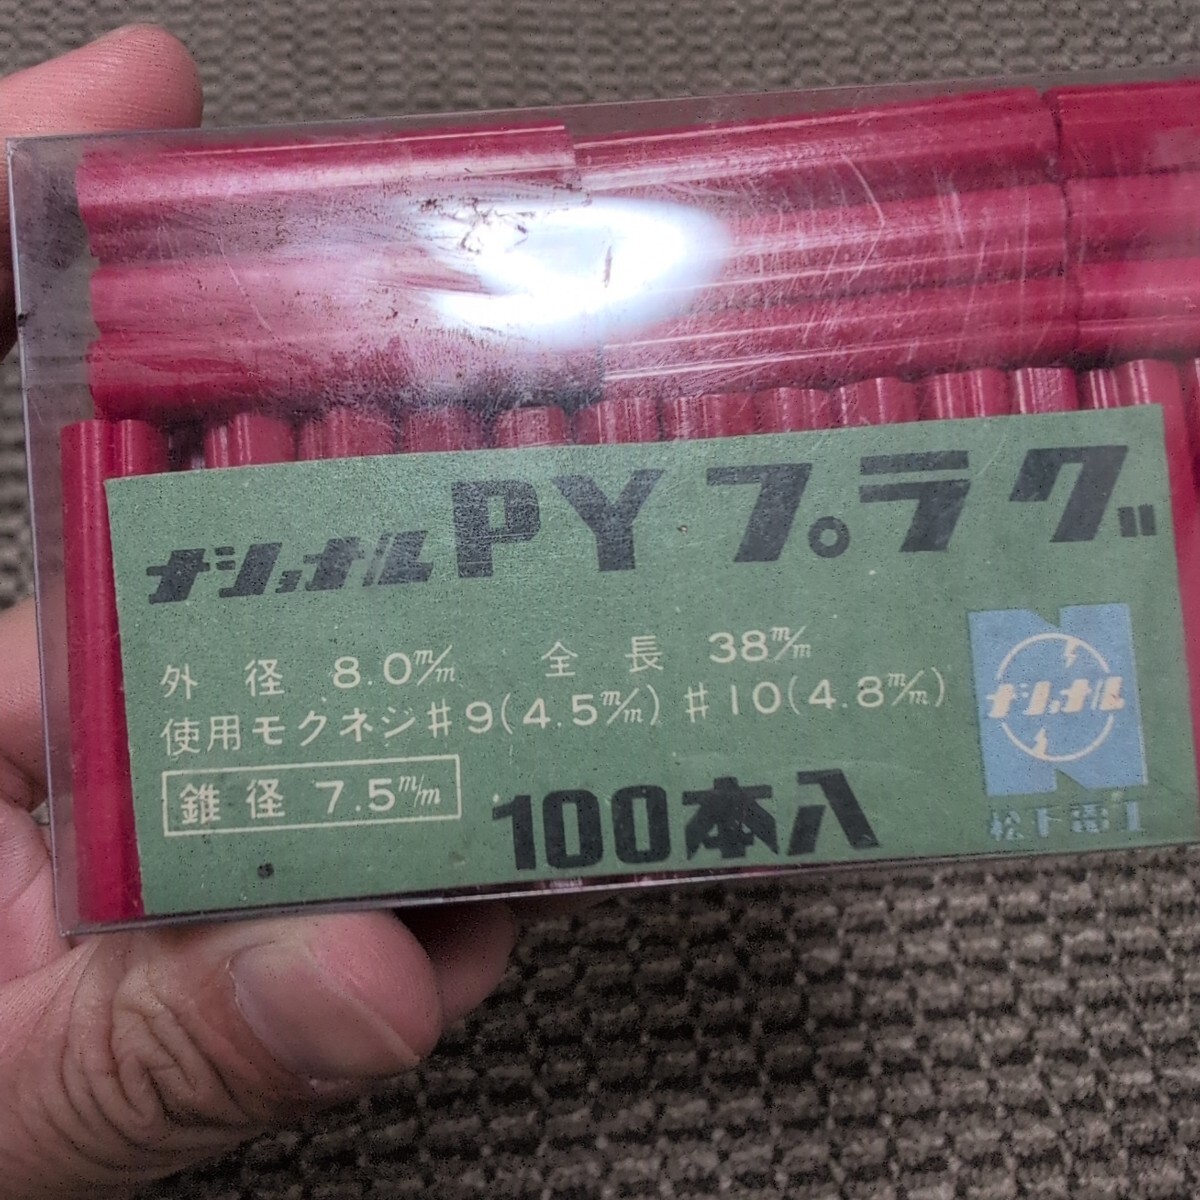 ナショナル PY プラグ
外径 8.0m/m 全長 38m/m
使用モクネジ #9(4.5m/m) #10(4.8m/m)
錐径 7.5m/m
100本入
N
ナショナル
松下電工